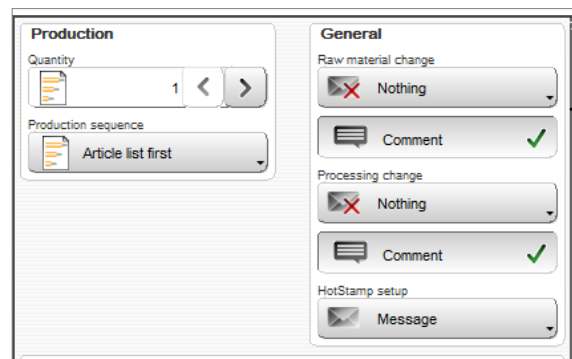 Production
Quantity
1
Production sequence
Article list first
General
Raw material change
Nothing
Comment
Processing change
Nothing
Comment
HotStamp setup
Message